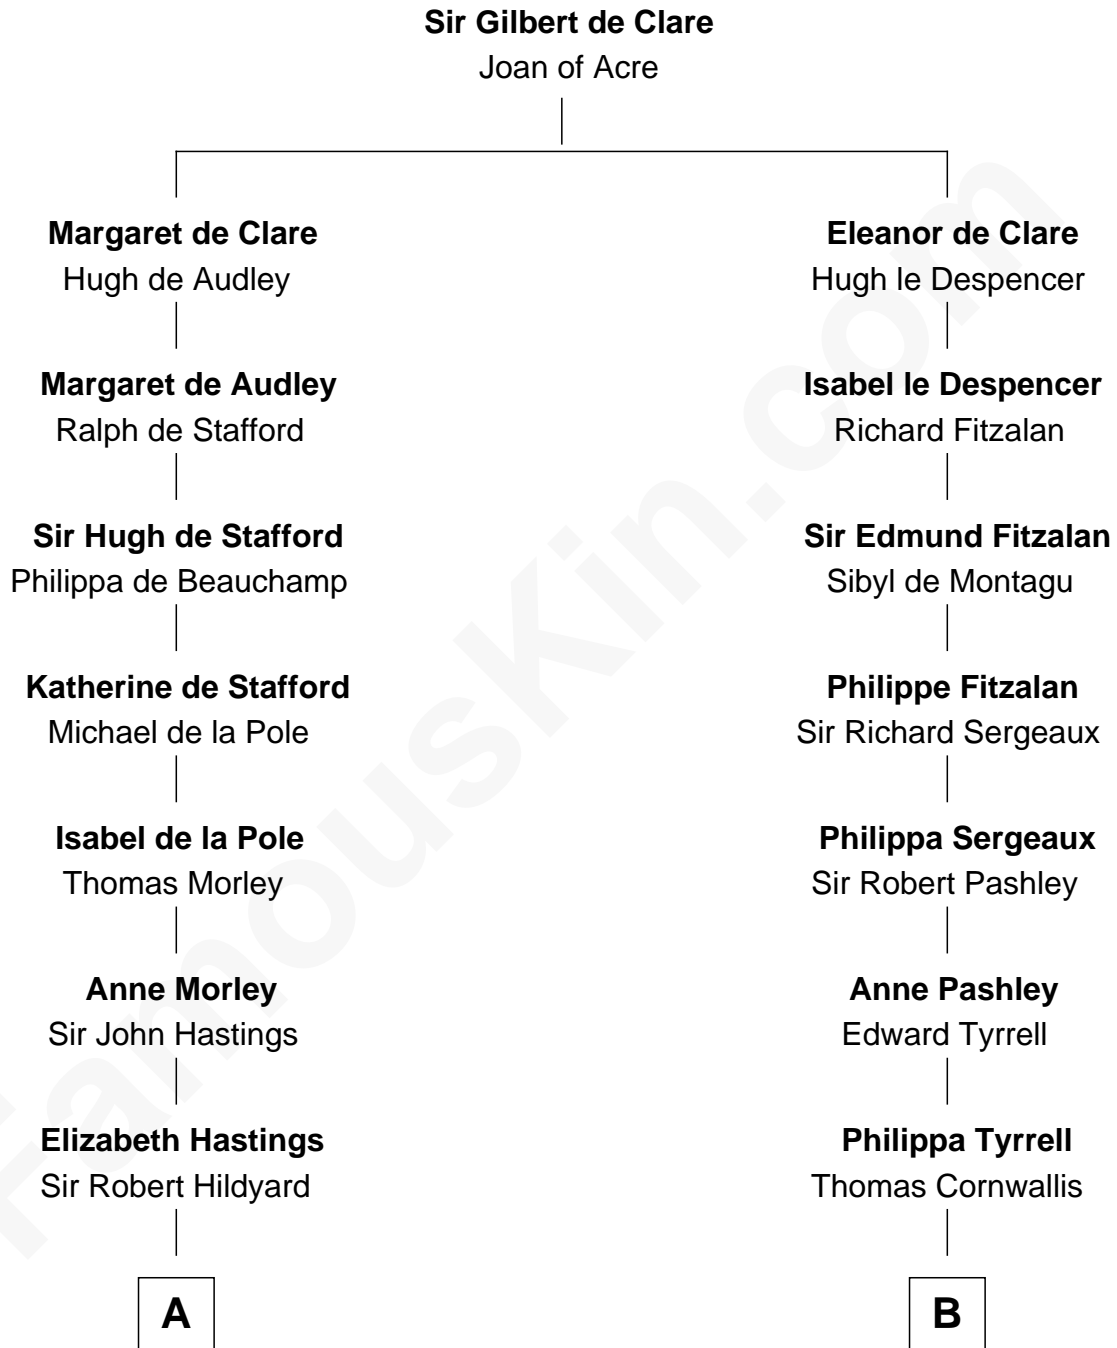 Sir Gilbert de Clare
Joan of Acre
Margaret de Clare
Hugh de Audley
Eleanor de Clare
Hugh le Despencer
Margaret de Audley
Ralph de Stafford
Isabel le Despencer
Richard Fitzalan
Sir Hugh de Stafford
Philippa de Beauchamp
Sir Edmund Fitzalan
Sibyl de Montagu
Katherine de Stafford
Michael de la Pole
Philippe Fitzalan
Sir Richard Sergeaux
Isabel de la Pole
Thomas Morley
Philippa Sergeaux
Sir Robert Pashley
Anne Morley
Sir John Hastings
Anne Pashley
Edward Tyrrell
Elizabeth Hastings
Sir Robert Hildyard
Philippa Tyrrell
Thomas Cornwallis
A
B
FamousKin.com